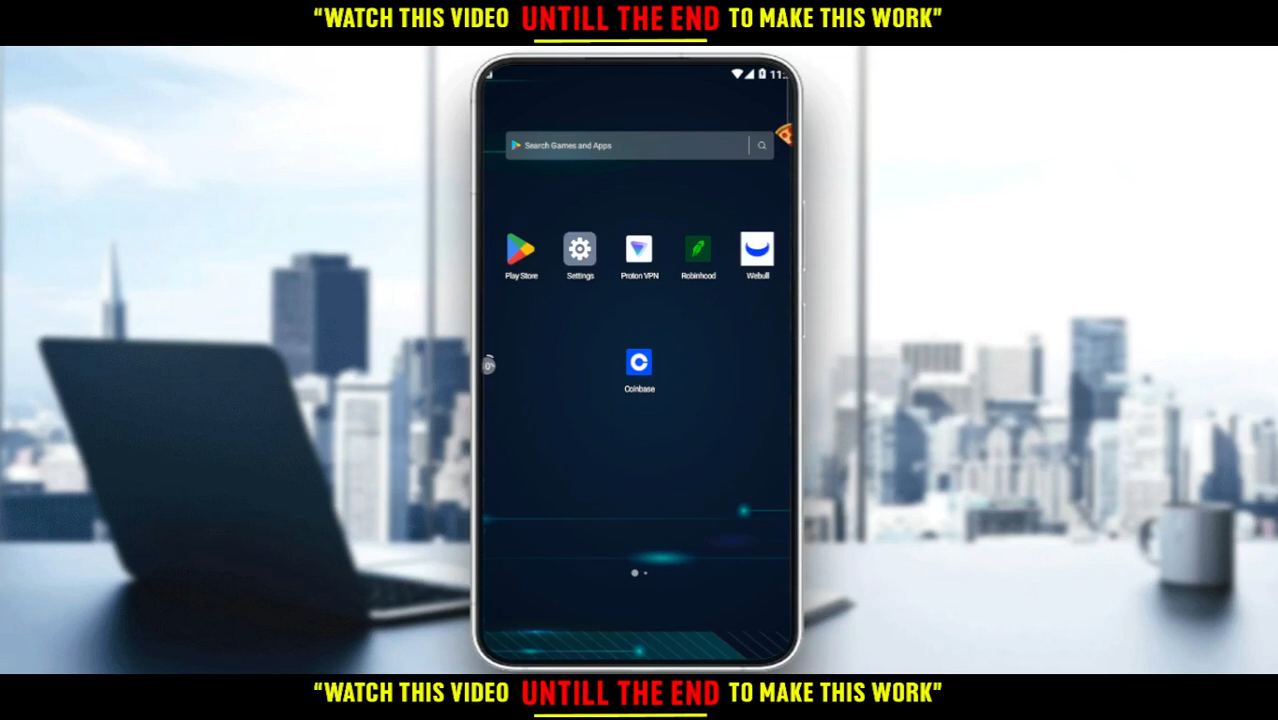 “WATCH THIS VIDEO UNTILL THE END TO MAKE THIS WORK”
11:
Search Games and Apps
Play Store Settings Proton VPN Robinhood Webull
Coinbase
“WATCH THIS VIDEO UNTILL THE END TO MAKE THIS WORK”